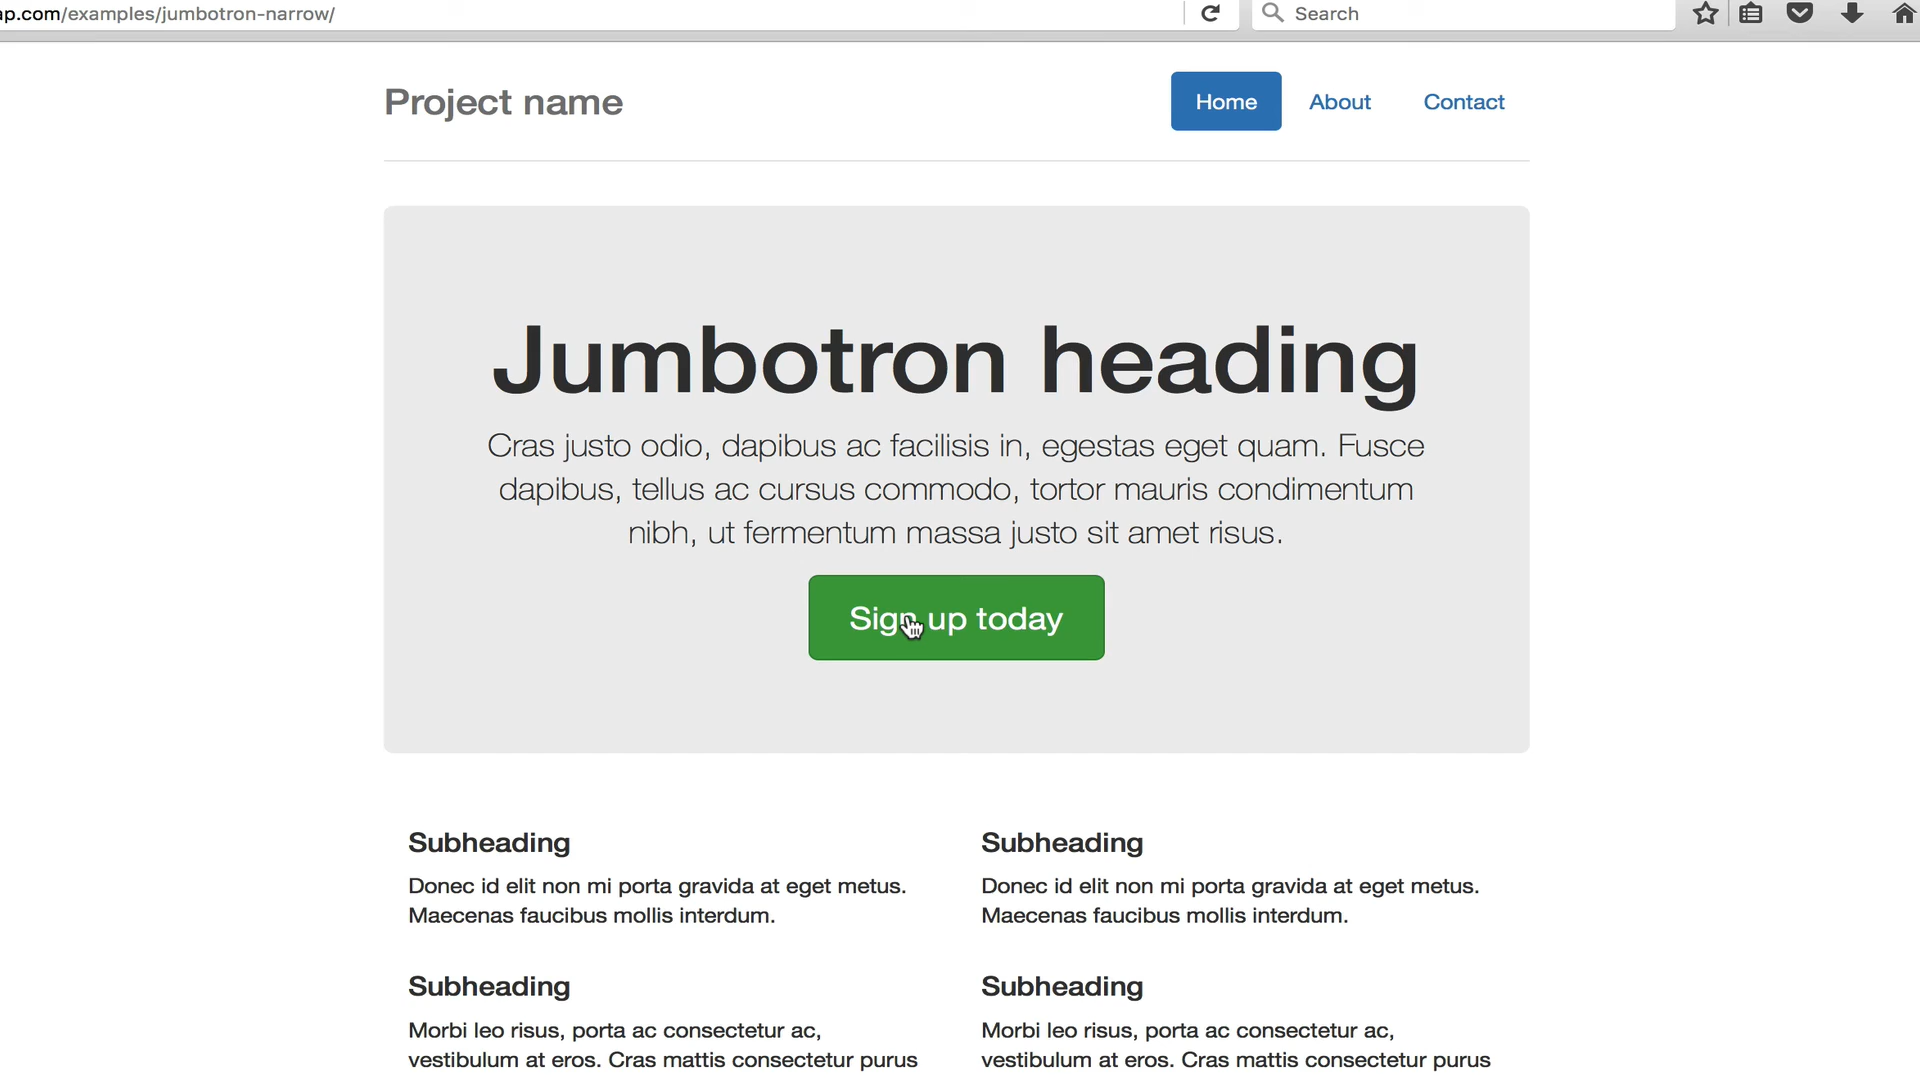 ap.com/examples/jumbotron-narrow/
Search
Project name
Home
About
Contact
Jumbotron heading
Cras justo odio, dapibus ac facilisis in, egestas eget quam. Fusce
dapibus, tellus ac cursus commodo, tortor mauris condimentum
nibh, ut fermentum massa justo sit amet risus.
Sign up today
Subheading
Donec id elit non mi porta gravida at eget metus.
Maecenas faucibus mollis interdum.
Subheading
Donec id elit non mi porta gravida at eget metus.
Maecenas faucibus mollis interdum.
Subheading
Morbi leo risus, porta ac consectetur ac,
vestibulum at eros. Cras mattis consectetur purus
Subheading
Morbi leo risus, porta ac consectetur ac,
vestibulum at eros. Cras mattis consectetur purus